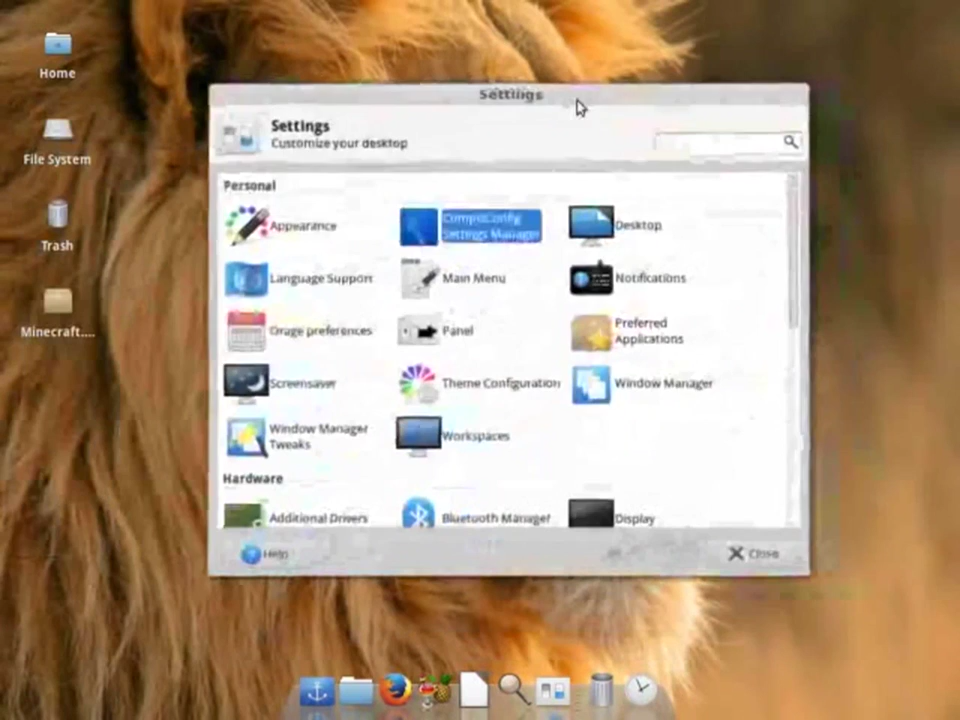 Home
File System
Trash
Minecraft....
Settings
Settings
Customize your desktop
Personal
Appearance
CompizConfig
Settings Manager
Desktop
Language Support
Main Menu
Notifications
Orage preferences
Panel
Preferred
Applications
Screensaver
Theme Configuration
Window Manager
Window Manager
Tweaks
Workspaces
Hardware
Additional Drivers
Bluetooth Manager
Display
Help
Close